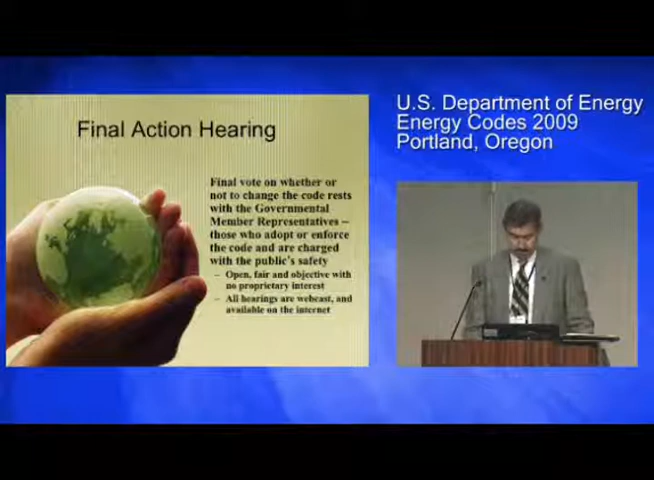 Final Action Hearing
Final vote on whether or
not to change the code rests
with the Governmental
Member Representatives –
those who adopt or enforce
the code and are charged
with the public's safety
– Open, fair and objective with
no proprietary interest
– All hearings are webcast, and
available on the internet
U.S. Department of Energy
Energy Codes 2009
Portland, Oregon